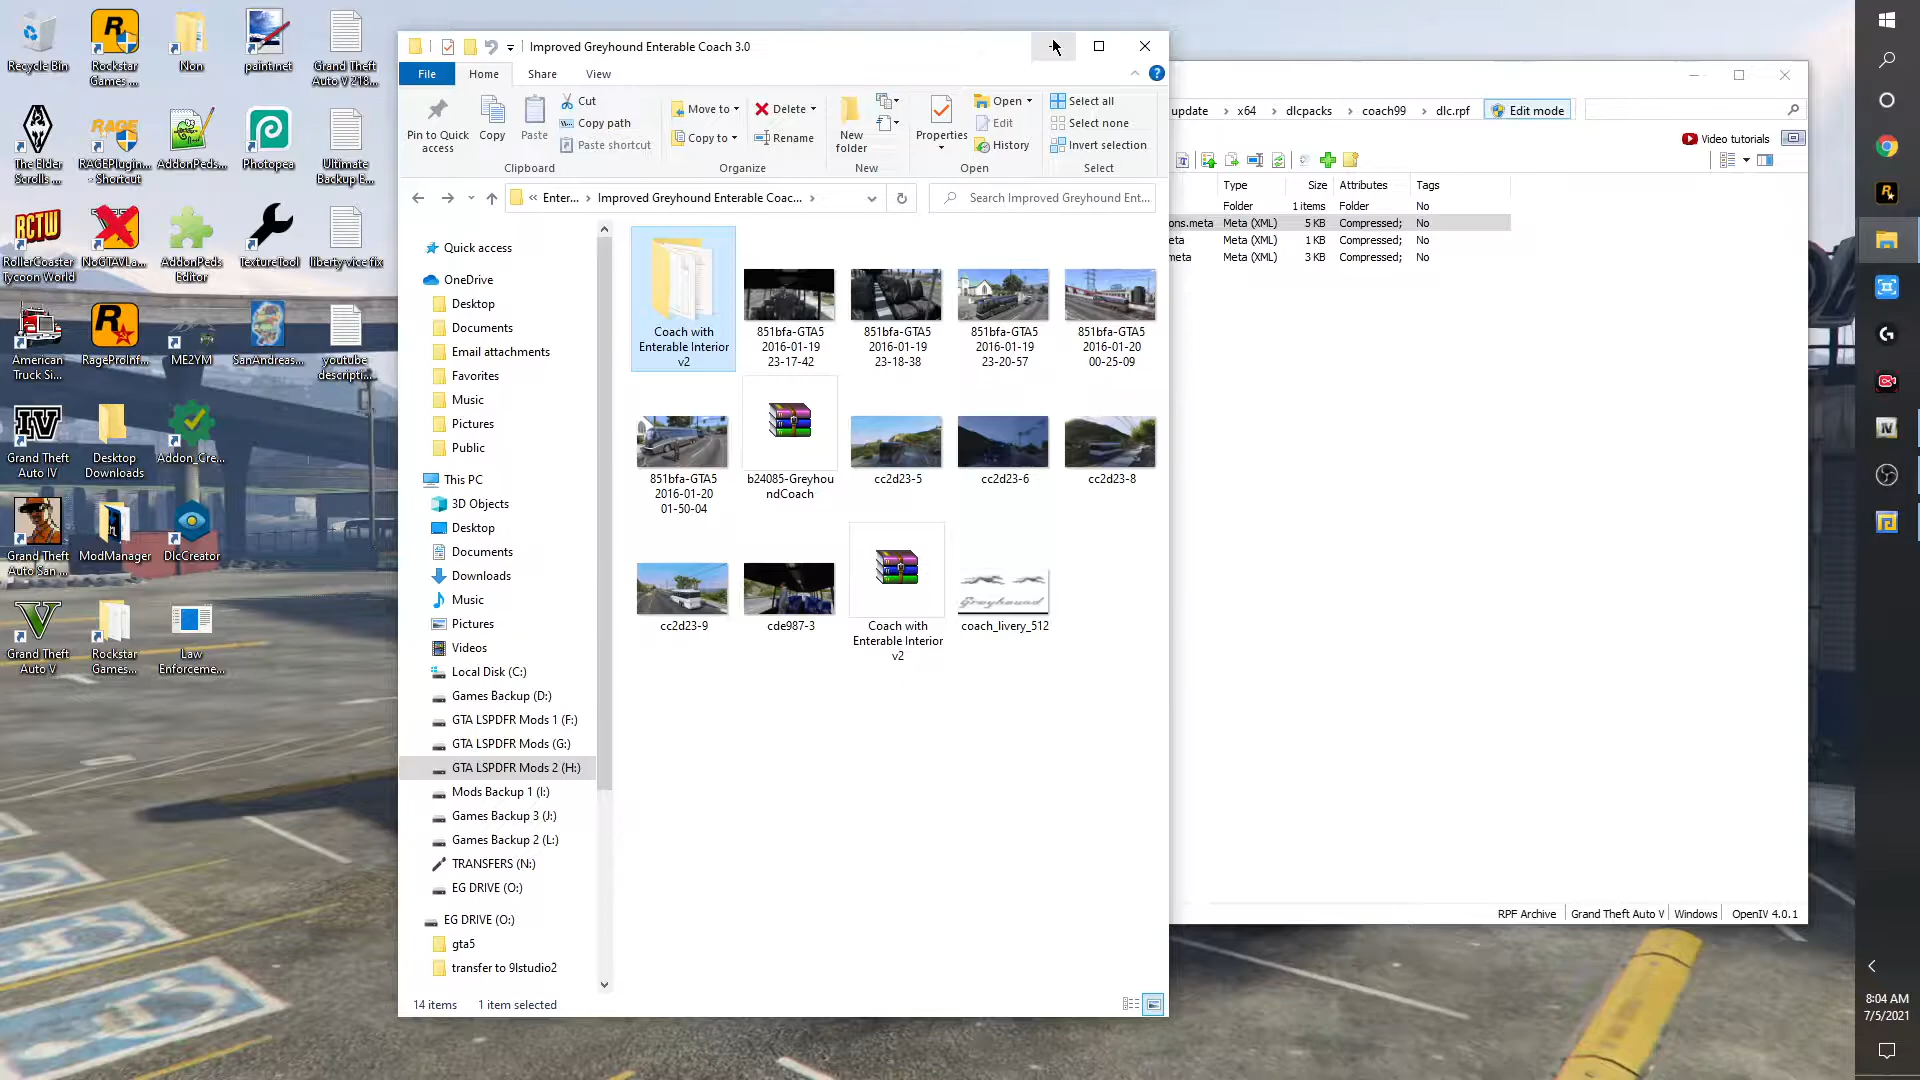 Recycle Bin
Rockstar Games ...
Non
paint.net
Grand Theft Auto V 218...
The Elder Scrolls ...
RAGEPlugin... - Shortcut
AddonPeds...
Photopea
Ultimate Backup E...
RollerCoaster Tycoon World
NoGTAVLa...
AddonPeds Editor
TextureTool
liberty vice fix
American Truck Si...
RageProInf...
ME2YM
SanAndreas...
youtube descripti...
Grand Theft Auto IV
Desktop Downloads
Addon_Cre...
Grand Theft Auto San ...
ModManager
DlcCreator
Grand Theft Auto V
Rockstar Games...
Law Enforceme...
Improved Greyhound Enterable Coach 3.0
File Home Share View
Pin to Quick access
Copy
Paste
Cut
Copy path
Paste shortcut
Clipboard
Move to
Copy to
Delete
Rename
Organize
New folder
New
Properties
Open
Edit
History
Open
Select all
Select none
Invert selection
Select
« Enter... › Improved Greyhound Enterable Coac... ›
Search Improved Greyhound Ent...
Quick access
OneDrive
Desktop
Documents
Email attachments
Favorites
Music
Pictures
Public
This PC
3D Objects
Desktop
Documents
Downloads
Music
Pictures
Videos
Local Disk (C:)
Games Backup (D:)
GTA LSPDFR Mods 1 (F:)
GTA LSPDFR Mods (G:)
GTA LSPDFR Mods 2 (H:)
Mods Backup 1 (I:)
Games Backup 3 (J:)
Games Backup 2 (L:)
TRANSFERS (N:)
EG DRIVE (O:)
EG DRIVE (O:)
gta5
transfer to 9lstudio2
Coach with Enterable Interior v2
851bfa-GTA5 2016-01-19 23-17-42
851bfa-GTA5 2016-01-19 23-18-38
851bfa-GTA5 2016-01-19 23-20-57
851bfa-GTA5 2016-01-20 00-25-09
851bfa-GTA5 2016-01-20 01-50-04
b24085-GreyhoundCoach
cc2d23-5
cc2d23-6
cc2d23-8
cc2d23-9
cde987-3
Coach with Enterable Interior v2
Greyhound
coach_livery_512
14 items 1 item selected
update › x64 › dlcpacks › coach99 › dlc.rpf
Edit mode
Video tutorials
Type Size Attributes Tags
Folder 1 items Folder No
ons.meta Meta (XML) 5 KB Compressed; No
eta Meta (XML) 1 KB Compressed; No
meta Meta (XML) 3 KB Compressed; No
RPF Archive Grand Theft Auto V Windows OpenIV 4.0.1
8:04 AM
7/5/2021